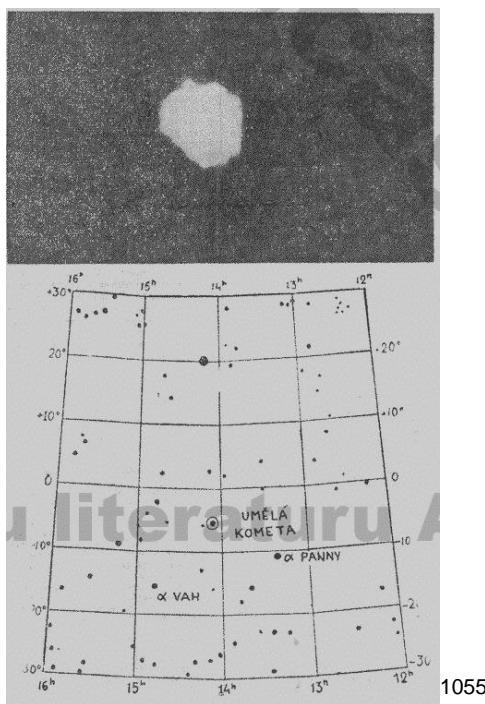 16ʰ 15ʰ 14ʰ 13ʰ 12ʰ
+30°
20° +20°
+10° +10°
0 0
UMĚLÁ
KOMETA
u literaturu A
10° -10
α PANNY
α VAH
-30
16ʰ 15ʰ 14ʰ 13ʰ 12ʰ
1055